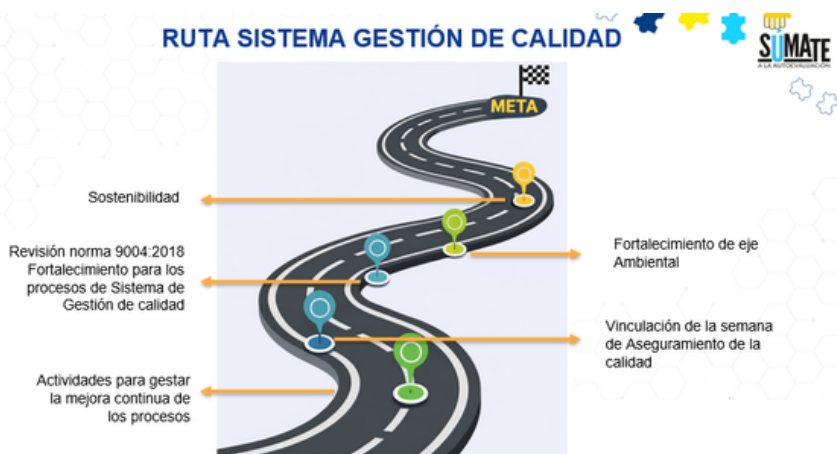 RUTA SISTEMA GESTIÓN DE CALIDAD
SÚMATE
A LA AUTOEVALUACIÓN
META
Sostenibilidad
Revisión norma 9004:2018
Fortalecimiento para los
procesos de Sistema de
Gestión de calidad
Fortalecimiento de eje
Ambiental
Vinculación de la semana
de Aseguramiento de la
calidad
Actividades para gestar
la mejora continua de
los procesos